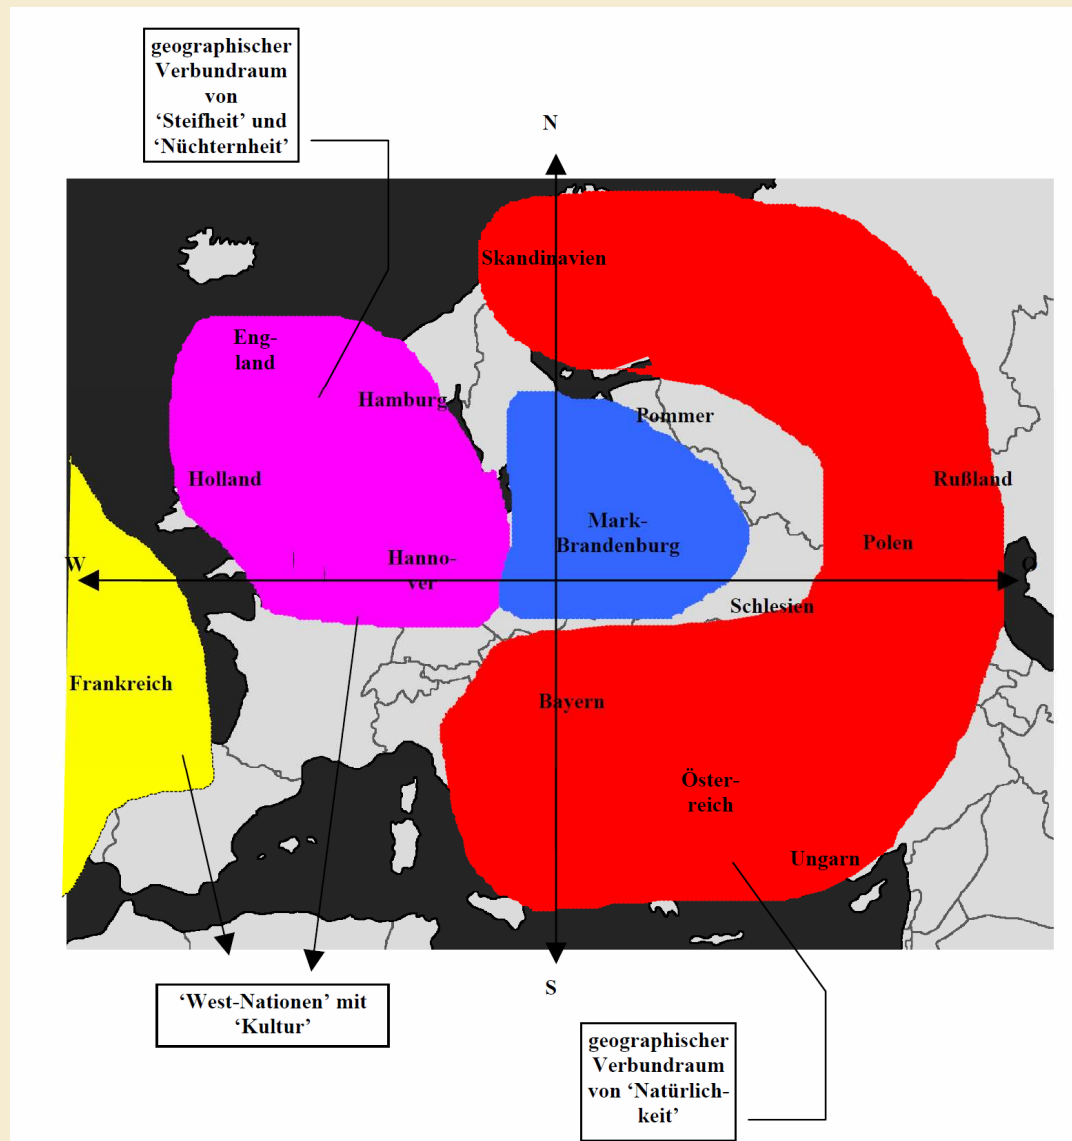 geographischer
Verbundraum
von
‘Steifheit’ und
‘Nüchternheit’
N
Skandinavien
Eng-
land
Hamburg
Pommer
Holland
Rußland
Mark-
Brandenburg
Polen
Hanno-
ver
W
O
Schlesien
Frankreich
Bayern
Öster-
reich
Ungarn
S
‘West-Nationen’ mit
‘Kultur’
geographischer
Verbundraum
von ‘Natürlich-
keit’